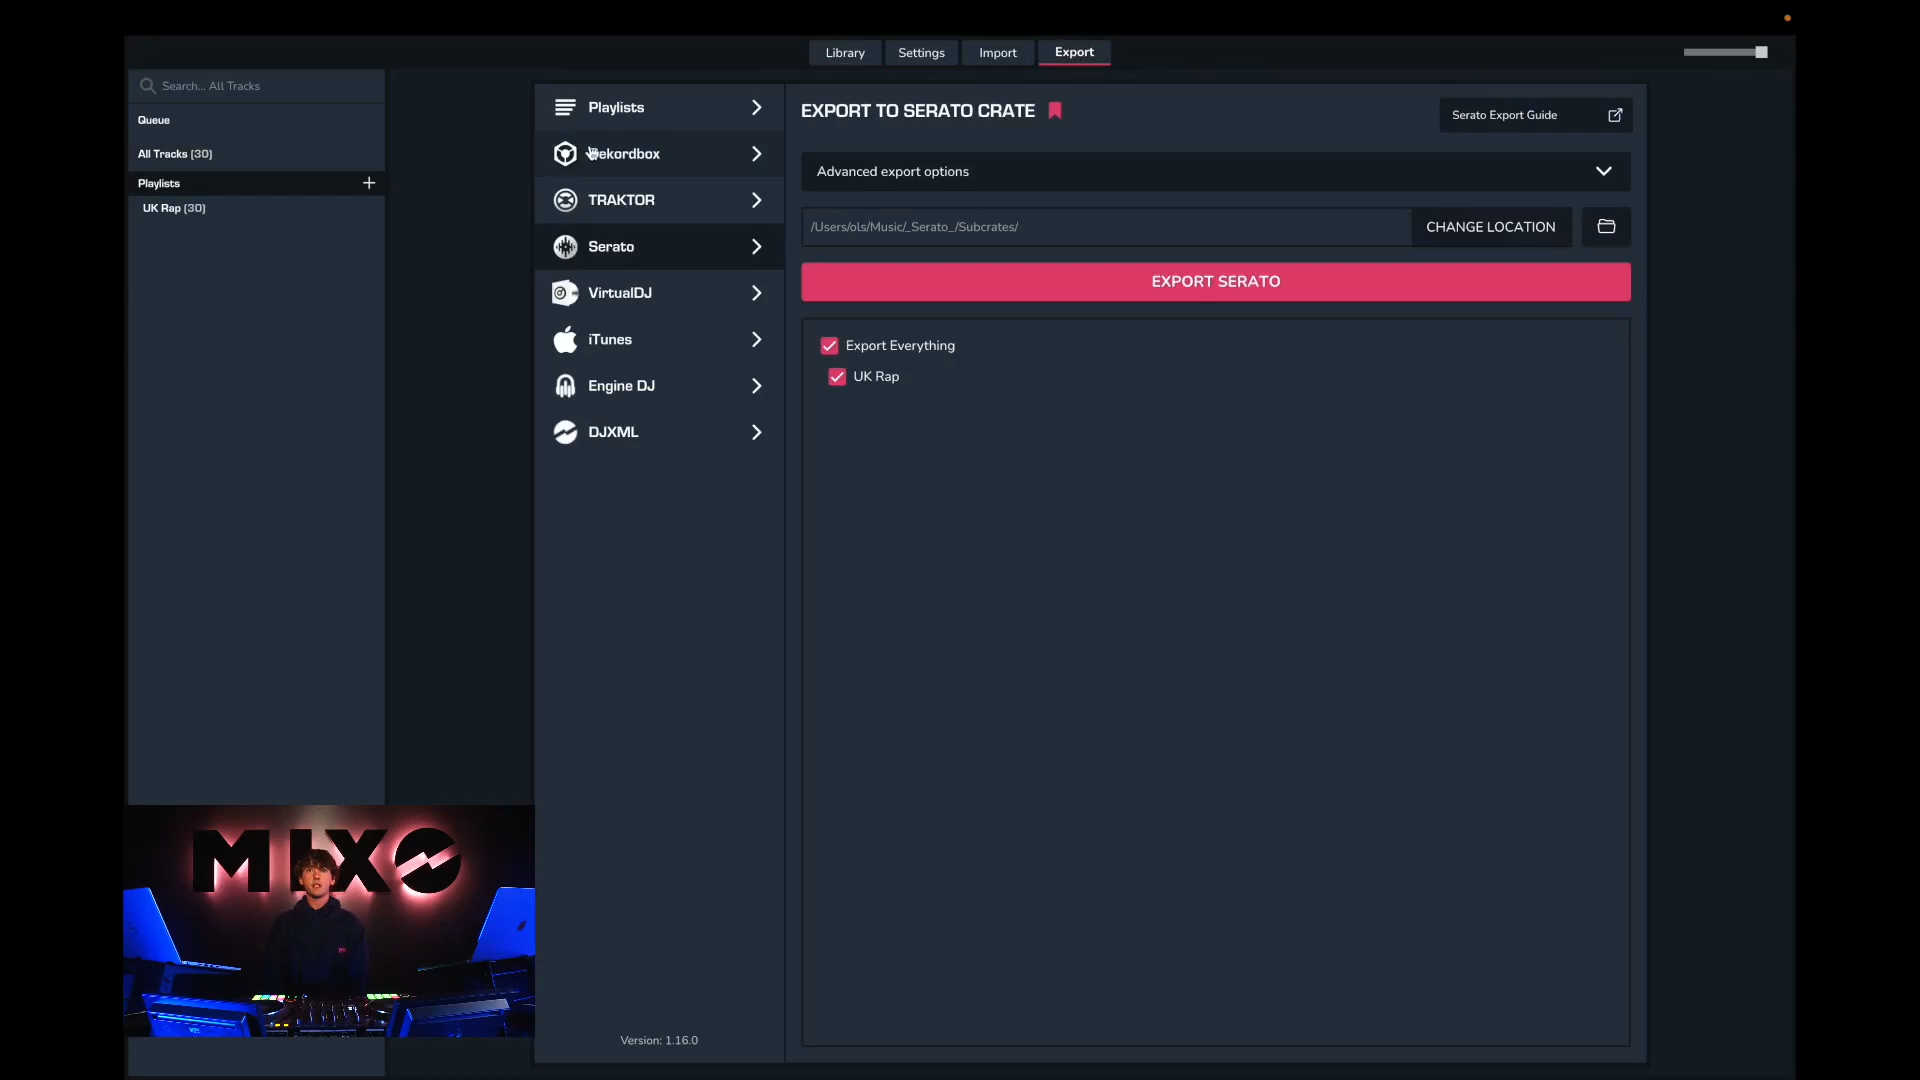 Library
Settings
Import
Export
Search... All Tracks
Queue
All Tracks (30)
Playlists
UK Rap (30)
Playlists
Rekordbox
TRAKTOR
Serato
VirtualDJ
iTunes
Engine DJ
DJXML
Version: 1.16.0
EXPORT TO SERATO CRATE
Serato Export Guide
Advanced export options
/Users/ols/Music/_Serato_/Subcrates/
CHANGE LOCATION
EXPORT SERATO
Export Everything
UK Rap
MIXO